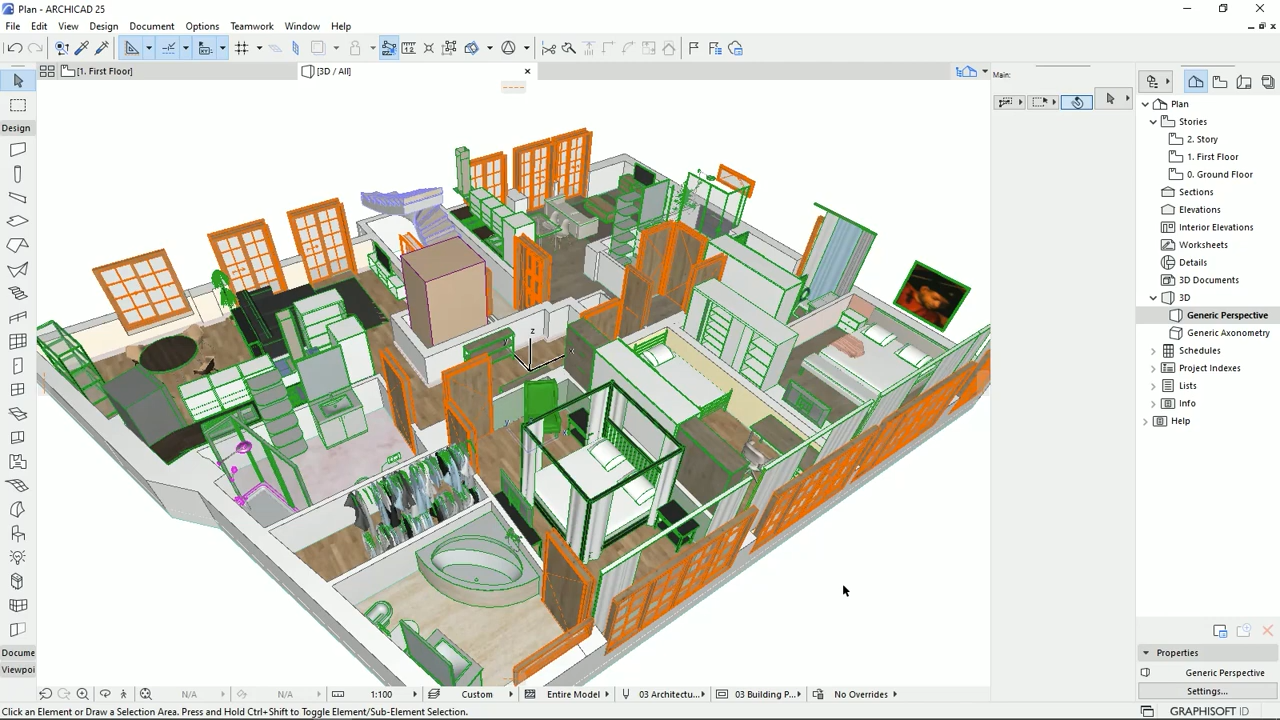 Plan - ARCHICAD 25
File Edit View Design Document Options Teamwork Window Help
[1. First Floor]
[3D / All]
Main:
Design
Plan
Stories
2. Story
1. First Floor
0. Ground Floor
Sections
Elevations
Interior Elevations
Worksheets
Details
3D Documents
3D
Generic Perspective
Generic Axonometry
Schedules
Project Indexes
Lists
Info
Help
z
x
y
Docume
Viewpoi
Properties
Generic Perspective
Settings...
N/A
N/A
1:100
Custom
Entire Model
03 Architectu...
03 Building P...
No Overrides
Click an Element or Draw a Selection Area. Press and Hold Ctrl+Shift to Toggle Element/Sub-Element Selection.
GRAPHISOFT ID